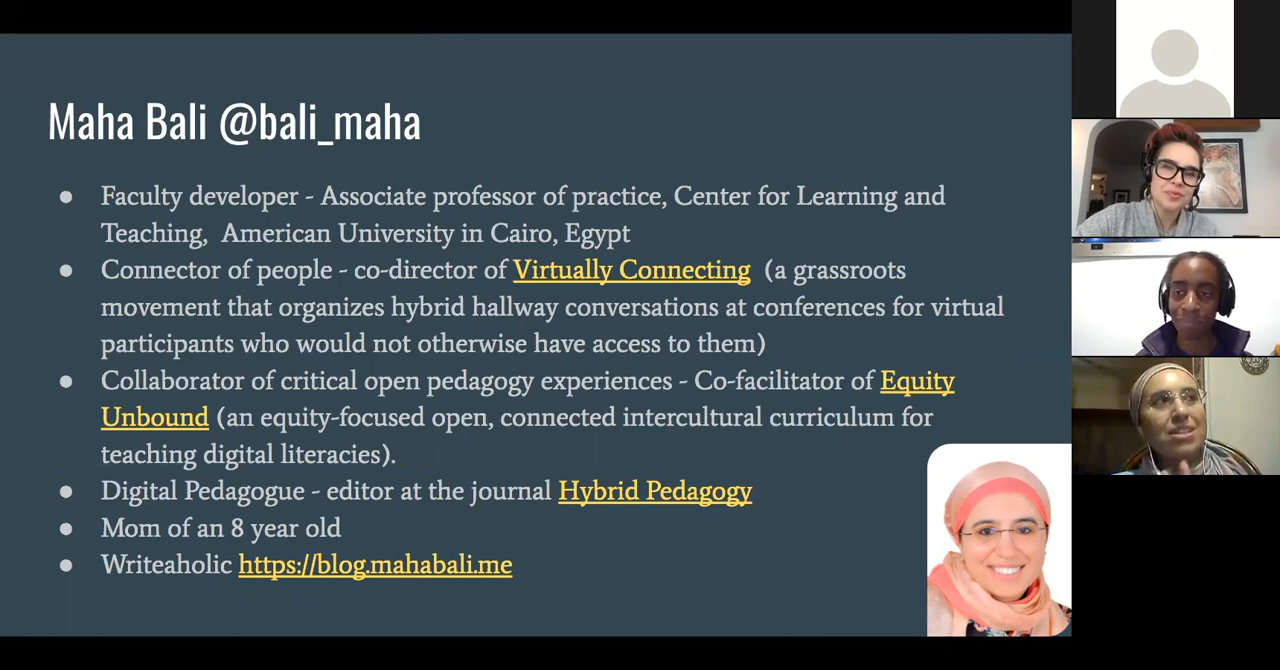 Maha Bali @bali_maha
● Faculty developer - Associate professor of practice, Center for Learning and
Teaching,  American University in Cairo, Egypt
● Connector of people - co-director of Virtually Connecting  (a grassroots
movement that organizes hybrid hallway conversations at conferences for virtual
participants who would not otherwise have access to them)
● Collaborator of critical open pedagogy experiences - Co-facilitator of Equity
Unbound (an equity-focused open, connected intercultural curriculum for
teaching digital literacies).
● Digital Pedagogue - editor at the journal Hybrid Pedagogy
● Mom of an 8 year old
● Writeaholic https://blog.mahabali.me